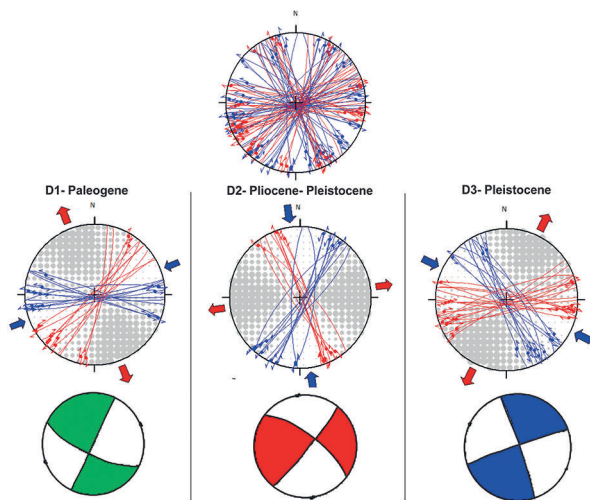 N
D1- Paleogene
D2- Pliocene- Pleistocene
D3- Pleistocene
N
N
N